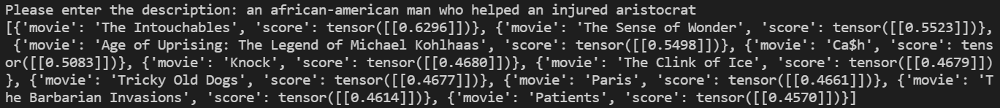 Please enter the description: an african-american man who helped an injured aristocrat
[{'movie': 'The Intouchables', 'score': tensor([[0.6296]])}, {'movie': 'The Sense of Wonder', 'score': tensor([[0.5523]])},
 {'movie': 'Age of Uprising: The Legend of Michael Kohlhaas', 'score': tensor([[0.5498]])}, {'movie': 'Ca$h', 'score': tens
or([[0.5083]])}, {'movie': 'Knock', 'score': tensor([[0.4680]])}, {'movie': 'The Clink of Ice', 'score': tensor([[0.4679]])
}, {'movie': 'Tricky Old Dogs', 'score': tensor([[0.4677]])}, {'movie': 'Paris', 'score': tensor([[0.4661]])}, {'movie': 'T
he Barbarian Invasions', 'score': tensor([[0.4614]])}, {'movie': 'Patients', 'score': tensor([[0.4570]])}]